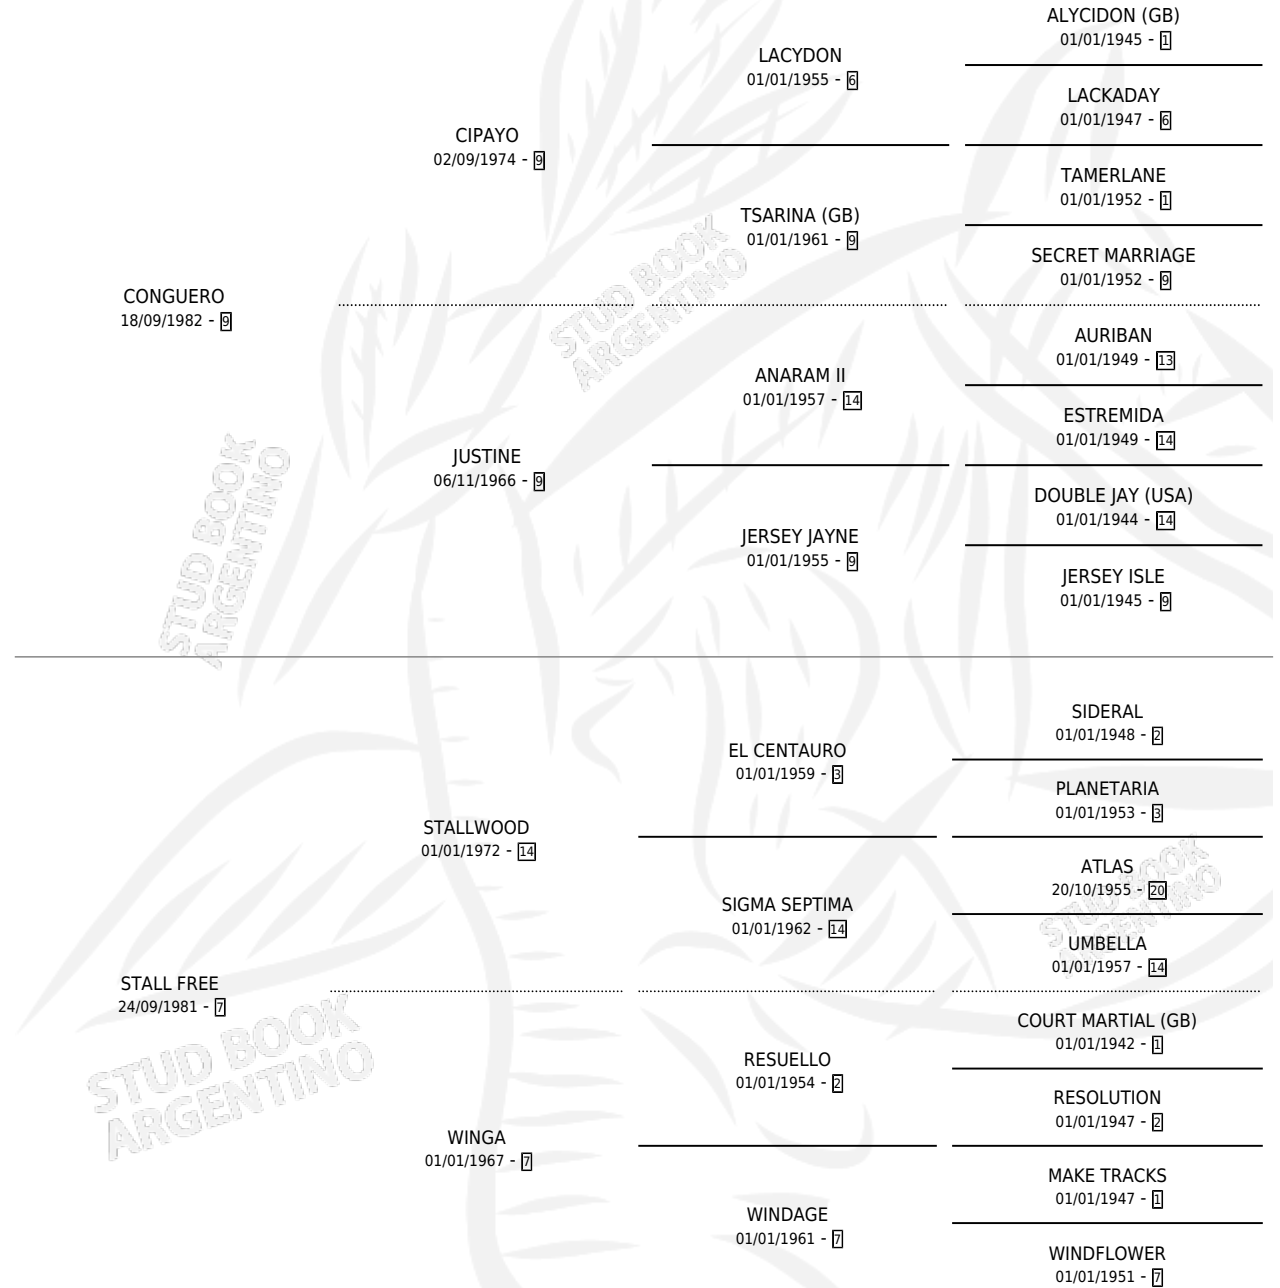 ALYCIDON (GB)
01/01/1945 - 1
LACYDON
01/01/1955 - 6
LACKADAY
01/01/1947 - 6
CIPAYO
02/09/1974 - 9
TAMERLANE
01/01/1952 - 1
TSARINA (GB)
01/01/1961 - 9
SECRET MARRIAGE
01/01/1952 - 9
CONGUERO
18/09/1982 - 9
AURIBAN
01/01/1949 - 13
ANARAM II
01/01/1957 - 14
ESTREMIDA
01/01/1949 - 14
JUSTINE
06/11/1966 - 9
DOUBLE JAY (USA)
01/01/1944 - 14
JERSEY JAYNE
01/01/1955 - 9
JERSEY ISLE
01/01/1945 - 9
SIDERAL
01/01/1948 - 2
EL CENTAURO
01/01/1959 - 3
PLANETARIA
01/01/1953 - 3
STALLWOOD
01/01/1972 - 14
ATLAS
20/10/1955 - 20
SIGMA SEPTIMA
01/01/1962 - 14
UMBELLA
01/01/1957 - 14
STALL FREE
24/09/1981 - 7
COURT MARTIAL (GB)
01/01/1942 - 1
RESUELLO
01/01/1954 - 2
RESOLUTION
01/01/1947 - 2
WINGA
01/01/1967 - 7
MAKE TRACKS
01/01/1947 - 1
WINDAGE
01/01/1961 - 7
WINDFLOWER
01/01/1951 - 7
STUD BOOK
ARGENTINO
STUD BOOK
ARGENTINO
STUD BOOK
ARGENTINO
STUD BOOK
ARGENTINO